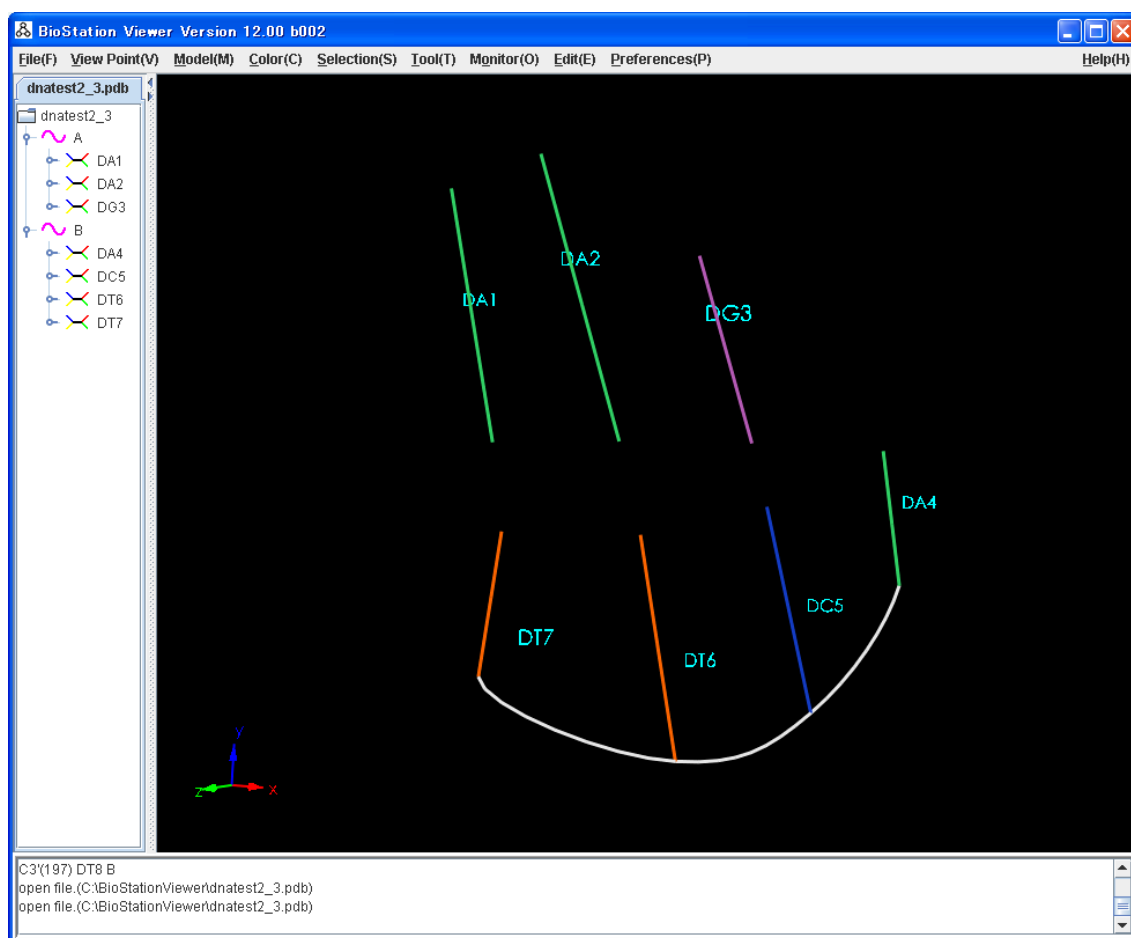 BioStation Viewer Version 12.00 b002
File(F) View Point(V) Model(M) Color(C) Selection(S) Tool(T) Monitor(O) Edit(E) Preferences(P) Help(H)
dnatest2_3.pdb
dnatest2_3
A
DA1
DA2
DG3
B
DA4
DC5
DT6
DT7
DA2
DA1
DG3
DA4
DC5
DT7
DT6
Y
Z
X
C3'(197) DT8 B
open file.(C:\BioStationViewer\dnatest2_3.pdb)
open file.(C:\BioStationViewer\dnatest2_3.pdb)